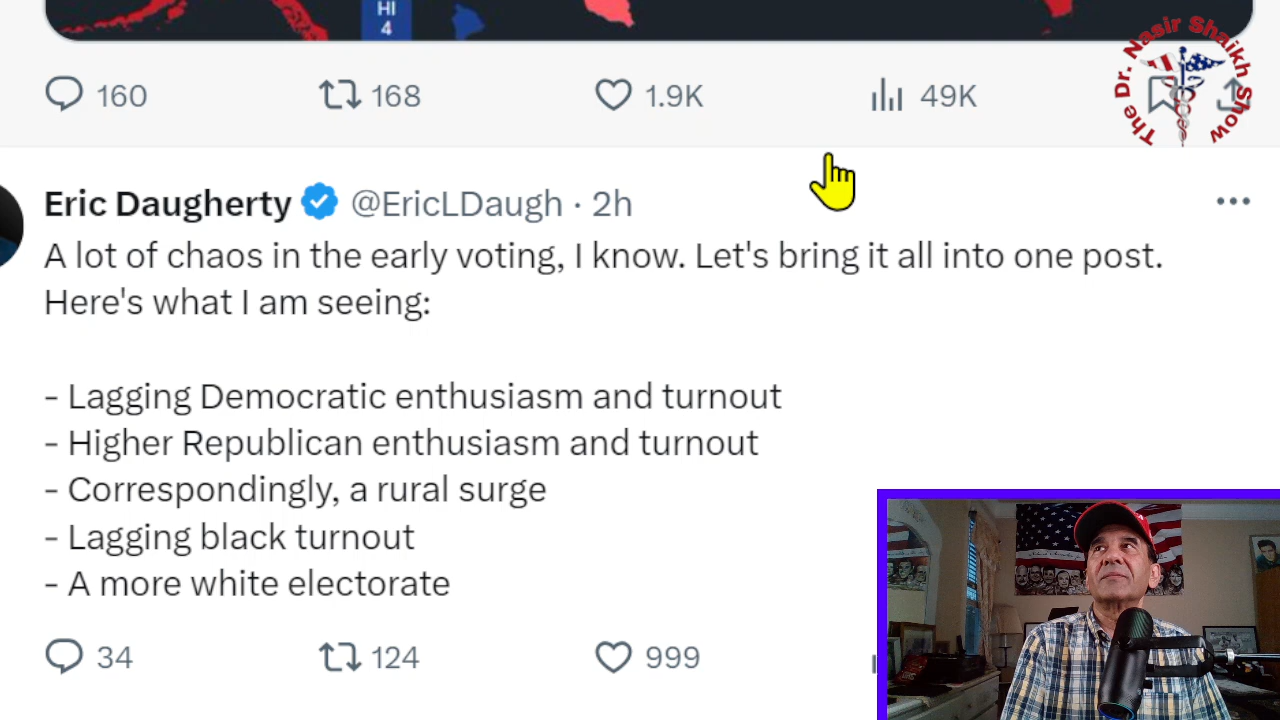 HI
4
The Dr. Nasir Shaikh Show
160 168 1.9K 49K
Eric Daugherty @EricLDaugh · 2h
A lot of chaos in the early voting, I know. Let's bring it all into one post.
Here's what I am seeing:
- Lagging Democratic enthusiasm and turnout
- Higher Republican enthusiasm and turnout
- Correspondingly, a rural surge
- Lagging black turnout
- A more white electorate
34 124 999